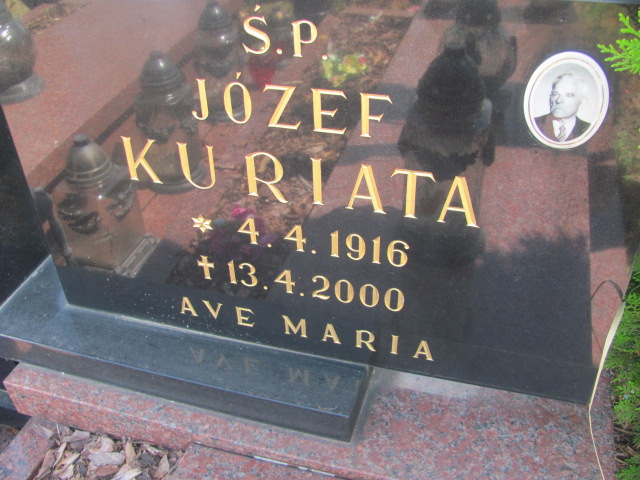 Ś.P.
JÓZEF
KURIATA
* 4.4.1916
† 13.4.2000
AVE MARIA